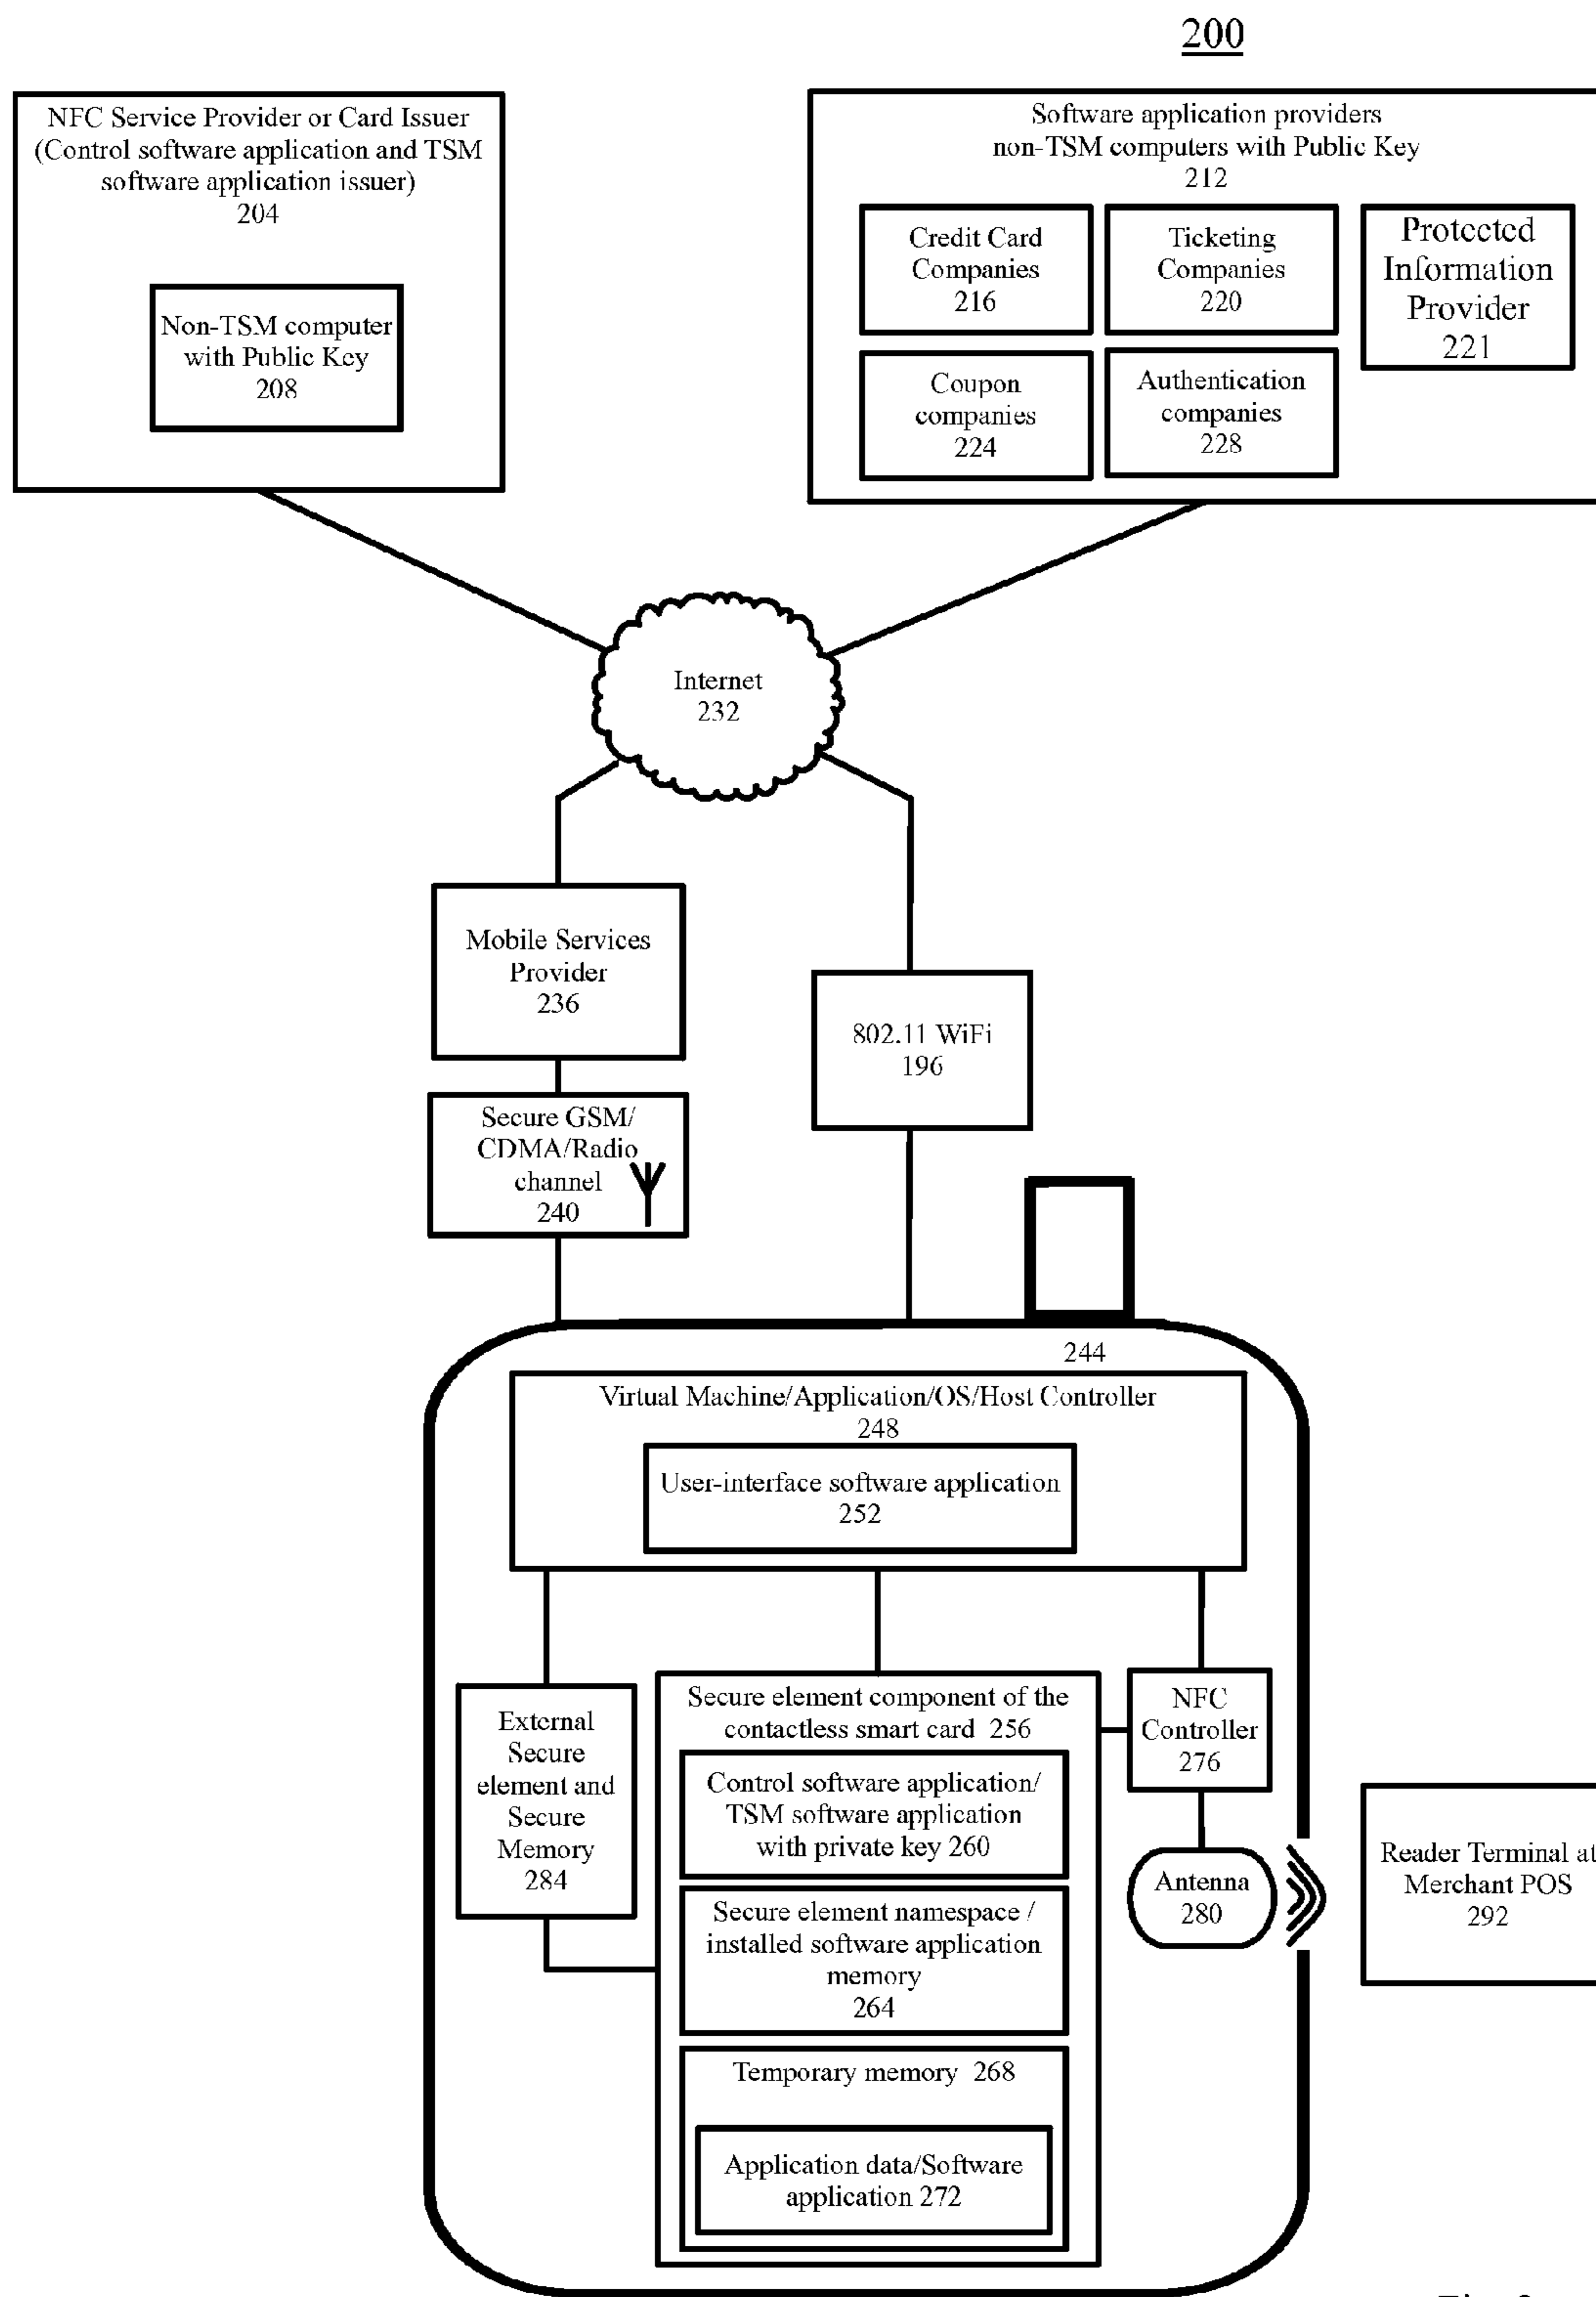 200
NFC Service Provider or Card Issuer
(Control software application and TSM
software application issuer)
204
Non-TSM computer
with Public Key
208
Software application providers
non-TSM computers with Public Key
212
Credit Card
Companies
216
Ticketing
Companies
220
Protected
Information
Provider
221
Coupon
companies
224
Authentication
companies
228
Internet
232
Mobile Services
Provider
236
802.11 WiFi
196
Secure GSM/
CDMA/Radio
channel
240
244
Virtual Machine/Application/OS/Host Controller
248
User-interface software application
252
External
Secure
element and
Secure
Memory
284
Secure element component of the
contactless smart card 256
Control software application/
TSM software application
with private key 260
Secure element namespace /
installed software application
memory
264
Temporary memory 268
Application data/Software
application 272
NFC
Controller
276
Antenna
280
Reader Terminal at
Merchant POS
292